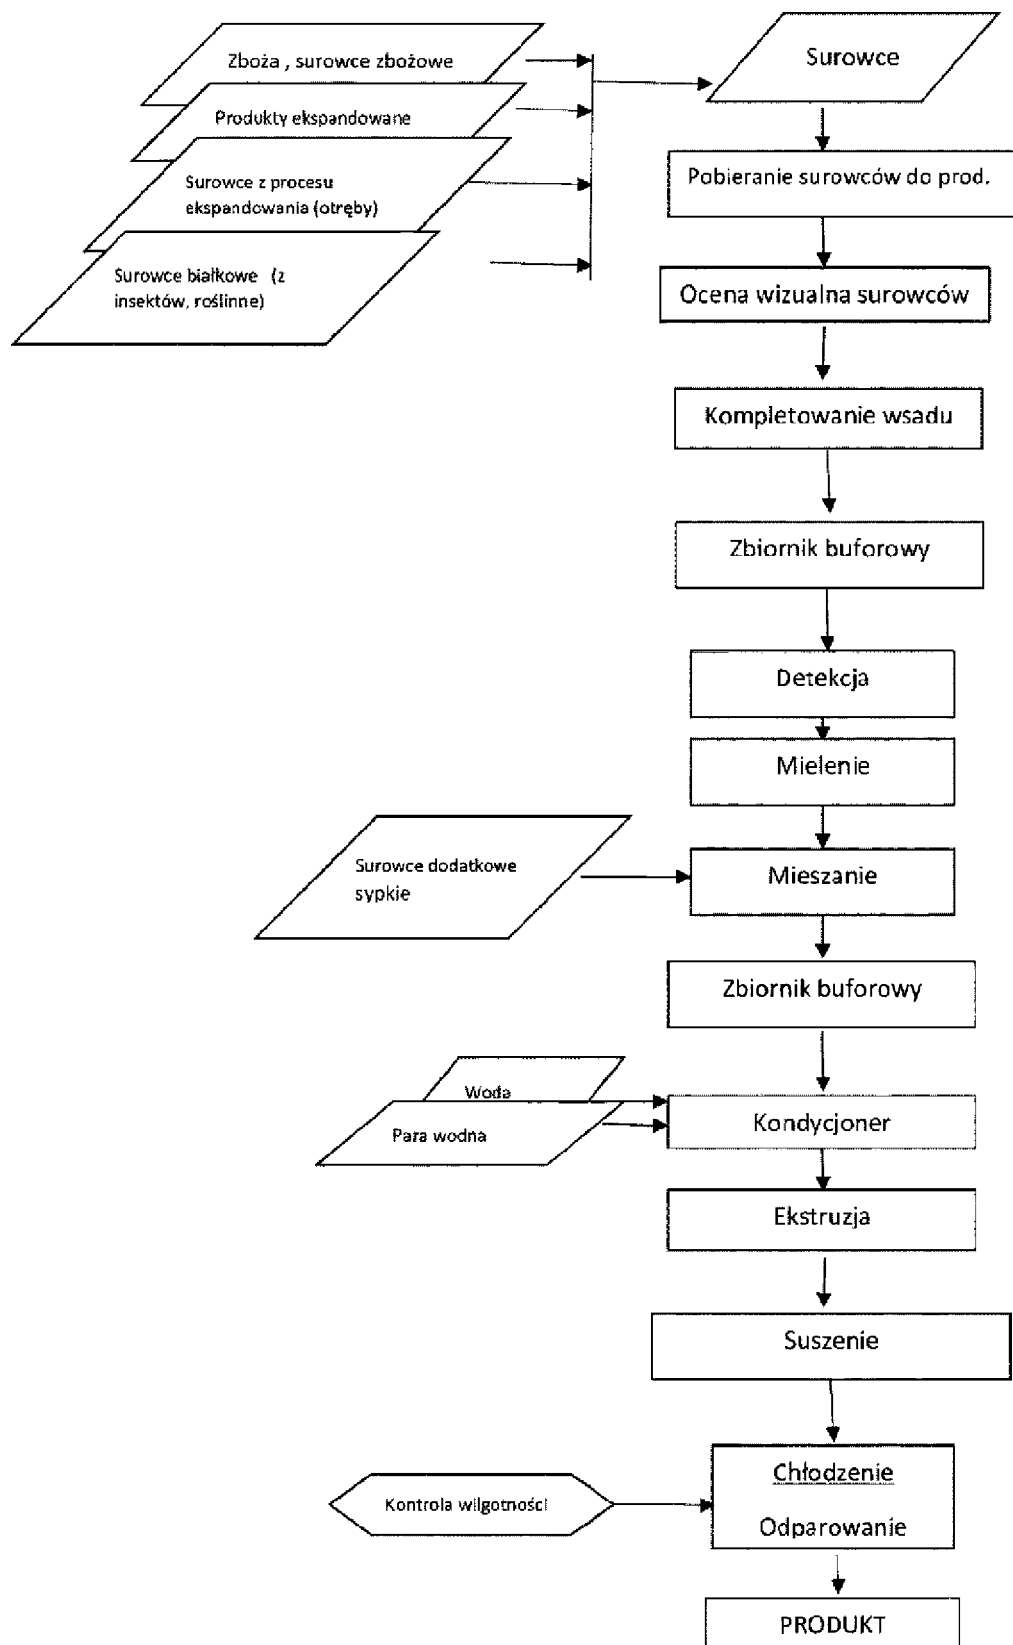 Zboża , surowce zbożowe
Produkty ekspandowane
Surowce z procesu
ekspandowania (otręby)
Surowce białkowe (z
insektów, roślinne)
Surowce
Pobieranie surowców do prod.
Ocena wizualna surowców
Kompletowanie wsadu
Zbiornik buforowy
Detekcja
Mielenie
Surowce dodatkowe
sypkie
Mieszanie
Zbiornik buforowy
Woda
Para wodna
Kondycjoner
Ekstruzja
Suszenie
Kontrola wilgotności
Chłodzenie
Odparowanie
PRODUKT